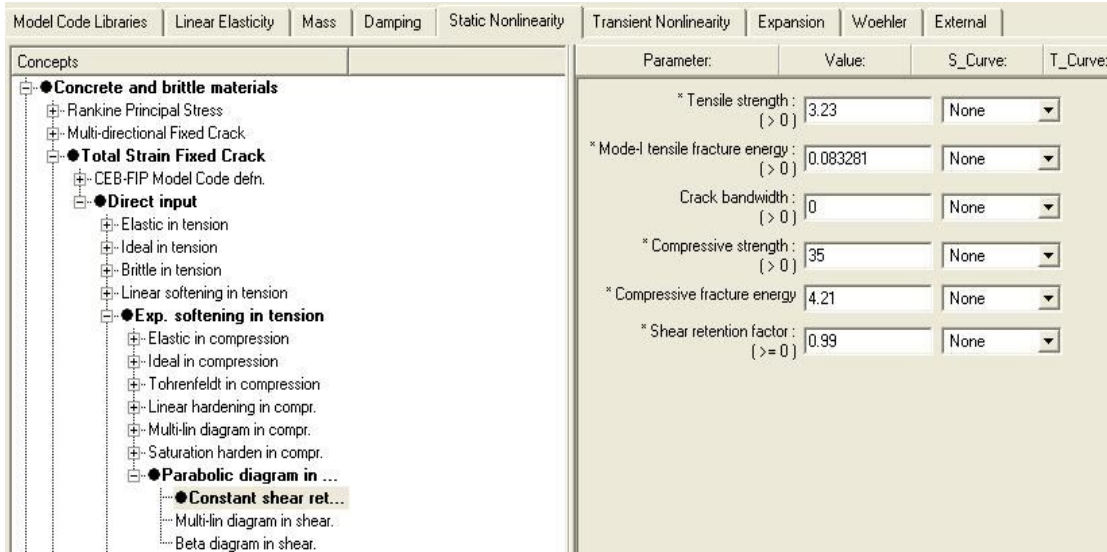 Model Code Libraries Linear Elasticity Mass Damping Static Nonlinearity Transient Nonlinearity Expansion Woehler External
Concepts
Concrete and brittle materials
Rankine Principal Stress
Multi-directional Fixed Crack
Total Strain Fixed Crack
CEB-FIP Model Code defn.
Direct input
Elastic in tension
Ideal in tension
Brittle in tension
Linear softening in tension
Exp. softening in tension
Elastic in compression
Ideal in compression
Tohrenfeldt in compression
Linear hardening in compr.
Multi-lin diagram in compr.
Saturation harden in compr.
Parabolic diagram in ...
Constant shear ret...
Multi-lin diagram in shear.
Beta diagram in shear.
Parameter: Value: S_Curve: T_Curve:
* Tensile strength : 3.23 None
( > 0 )
* Mode-I tensile fracture energy : 0.083281 None
( > 0 )
Crack bandwidth : 0 None
( > 0 )
* Compressive strength : 35 None
( > 0 )
* Compressive fracture energy 4.21 None
* Shear retention factor : 0.99 None
( >= 0 )